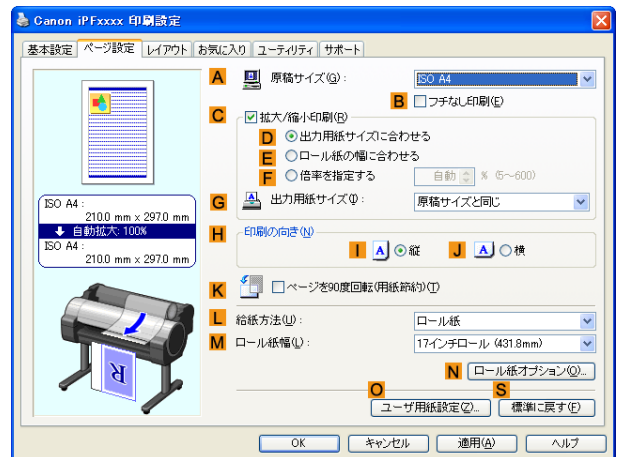 Canon iPFxxxx 印刷設定
基本設定 ページ設定 レイアウト お気に入り ユーティリティ サポート
A 原稿サイズ(G): ISO A4
B フチなし印刷(E)
C 拡大/縮小印刷(R)
D 出力用紙サイズに合わせる
E ロール紙の幅に合わせる
F 倍率を指定する 自動 % (5～600)
G 出力用紙サイズ(I): 原稿サイズと同じ
ISO A4:
210.0 mm x 297.0 mm
自動拡大: 100%
ISO A4:
210.0 mm x 297.0 mm
H 印刷の向き(N)
I A 縦 J A 横
K ページを90度回転(用紙節約)(T)
L 給紙方法(U): ロール紙
M ロール紙幅(L): 17インチロール (431.8mm)
R
N ロール紙オプション(O)...
O S
ユーザ用紙設定(Z)... 標準に戻す(F)
OK キャンセル 適用(A) ヘルプ